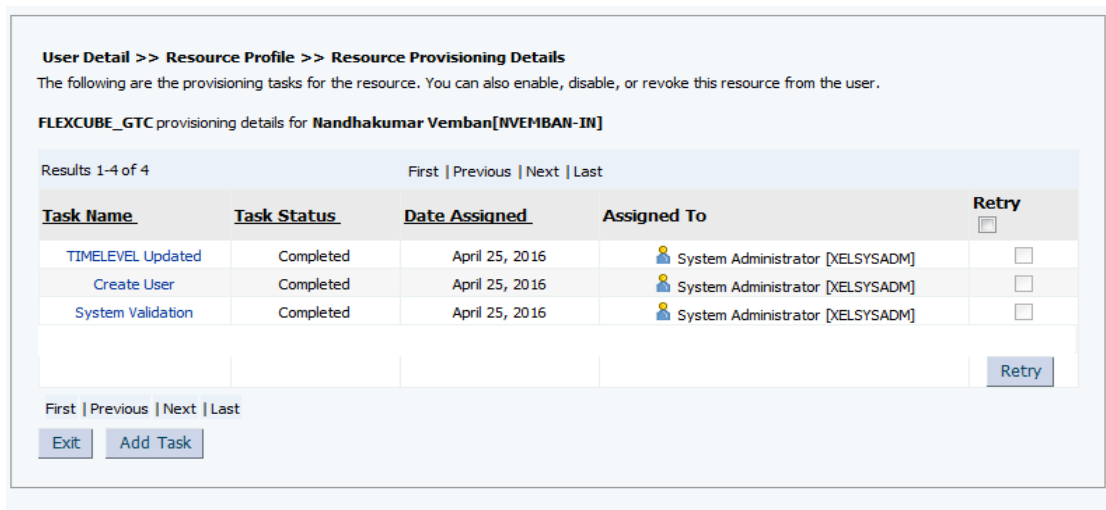 User Detail >> Resource Profile >> Resource Provisioning Details
The following are the provisioning tasks for the resource. You can also enable, disable, or revoke this resource from the user.
FLEXCUBE_GTC provisioning details for Nandhakumar Vemban[NVEMBAN-IN]
Results 1-4 of 4 First | Previous | Next | Last
Task Name Task Status Date Assigned Assigned To Retry
TIMELEVEL Updated Completed April 25, 2016 System Administrator [XELSYSADM]
Create User Completed April 25, 2016 System Administrator [XELSYSADM]
System Validation Completed April 25, 2016 System Administrator [XELSYSADM]
Retry
First | Previous | Next | Last
Exit Add Task